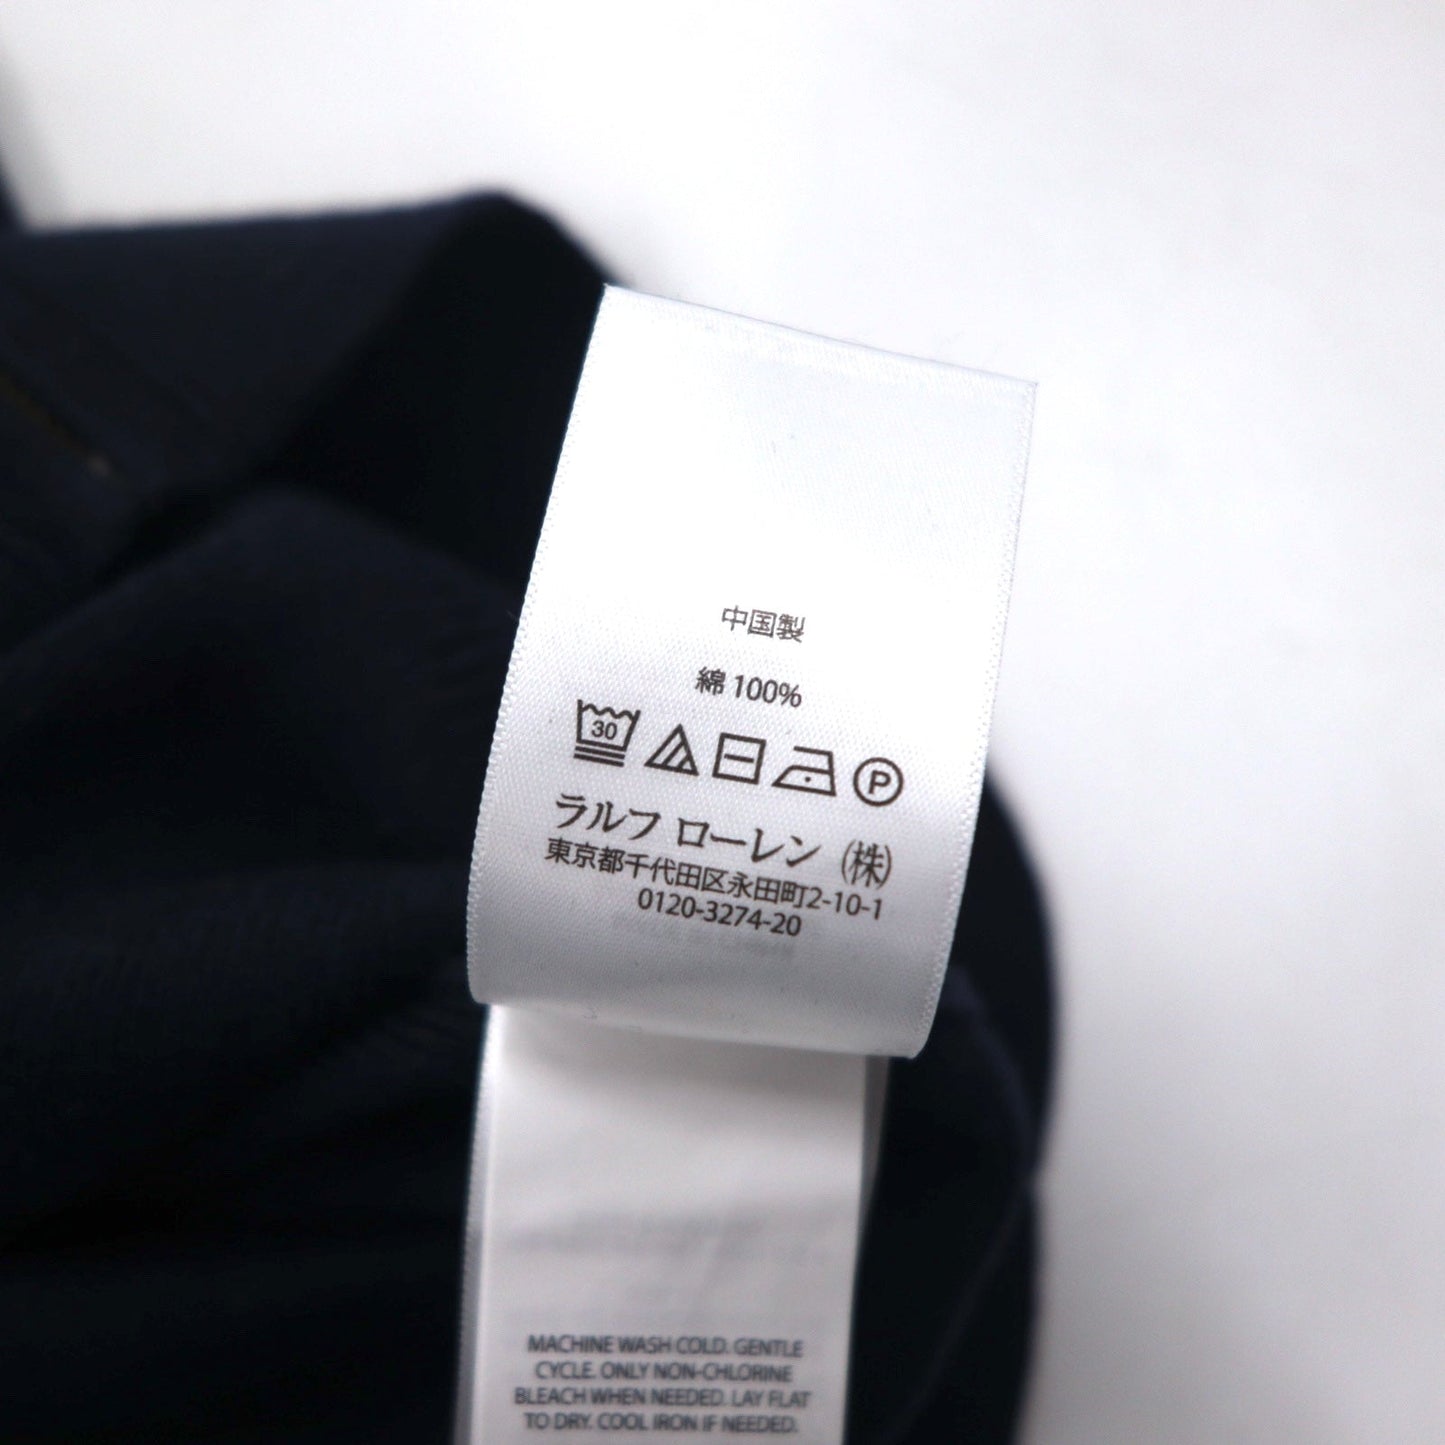 中国製
綿 100%
30
P
ラルフ ローレン (株)
東京都千代田区永田町2-10-1
0120-3274-20
MACHINE WASH COLD. GENTLE
CYCLE. ONLY NON-CHLORINE
BLEACH WHEN NEEDED. LAY FLAT
TO DRY. COOL IRON IF NEEDED.